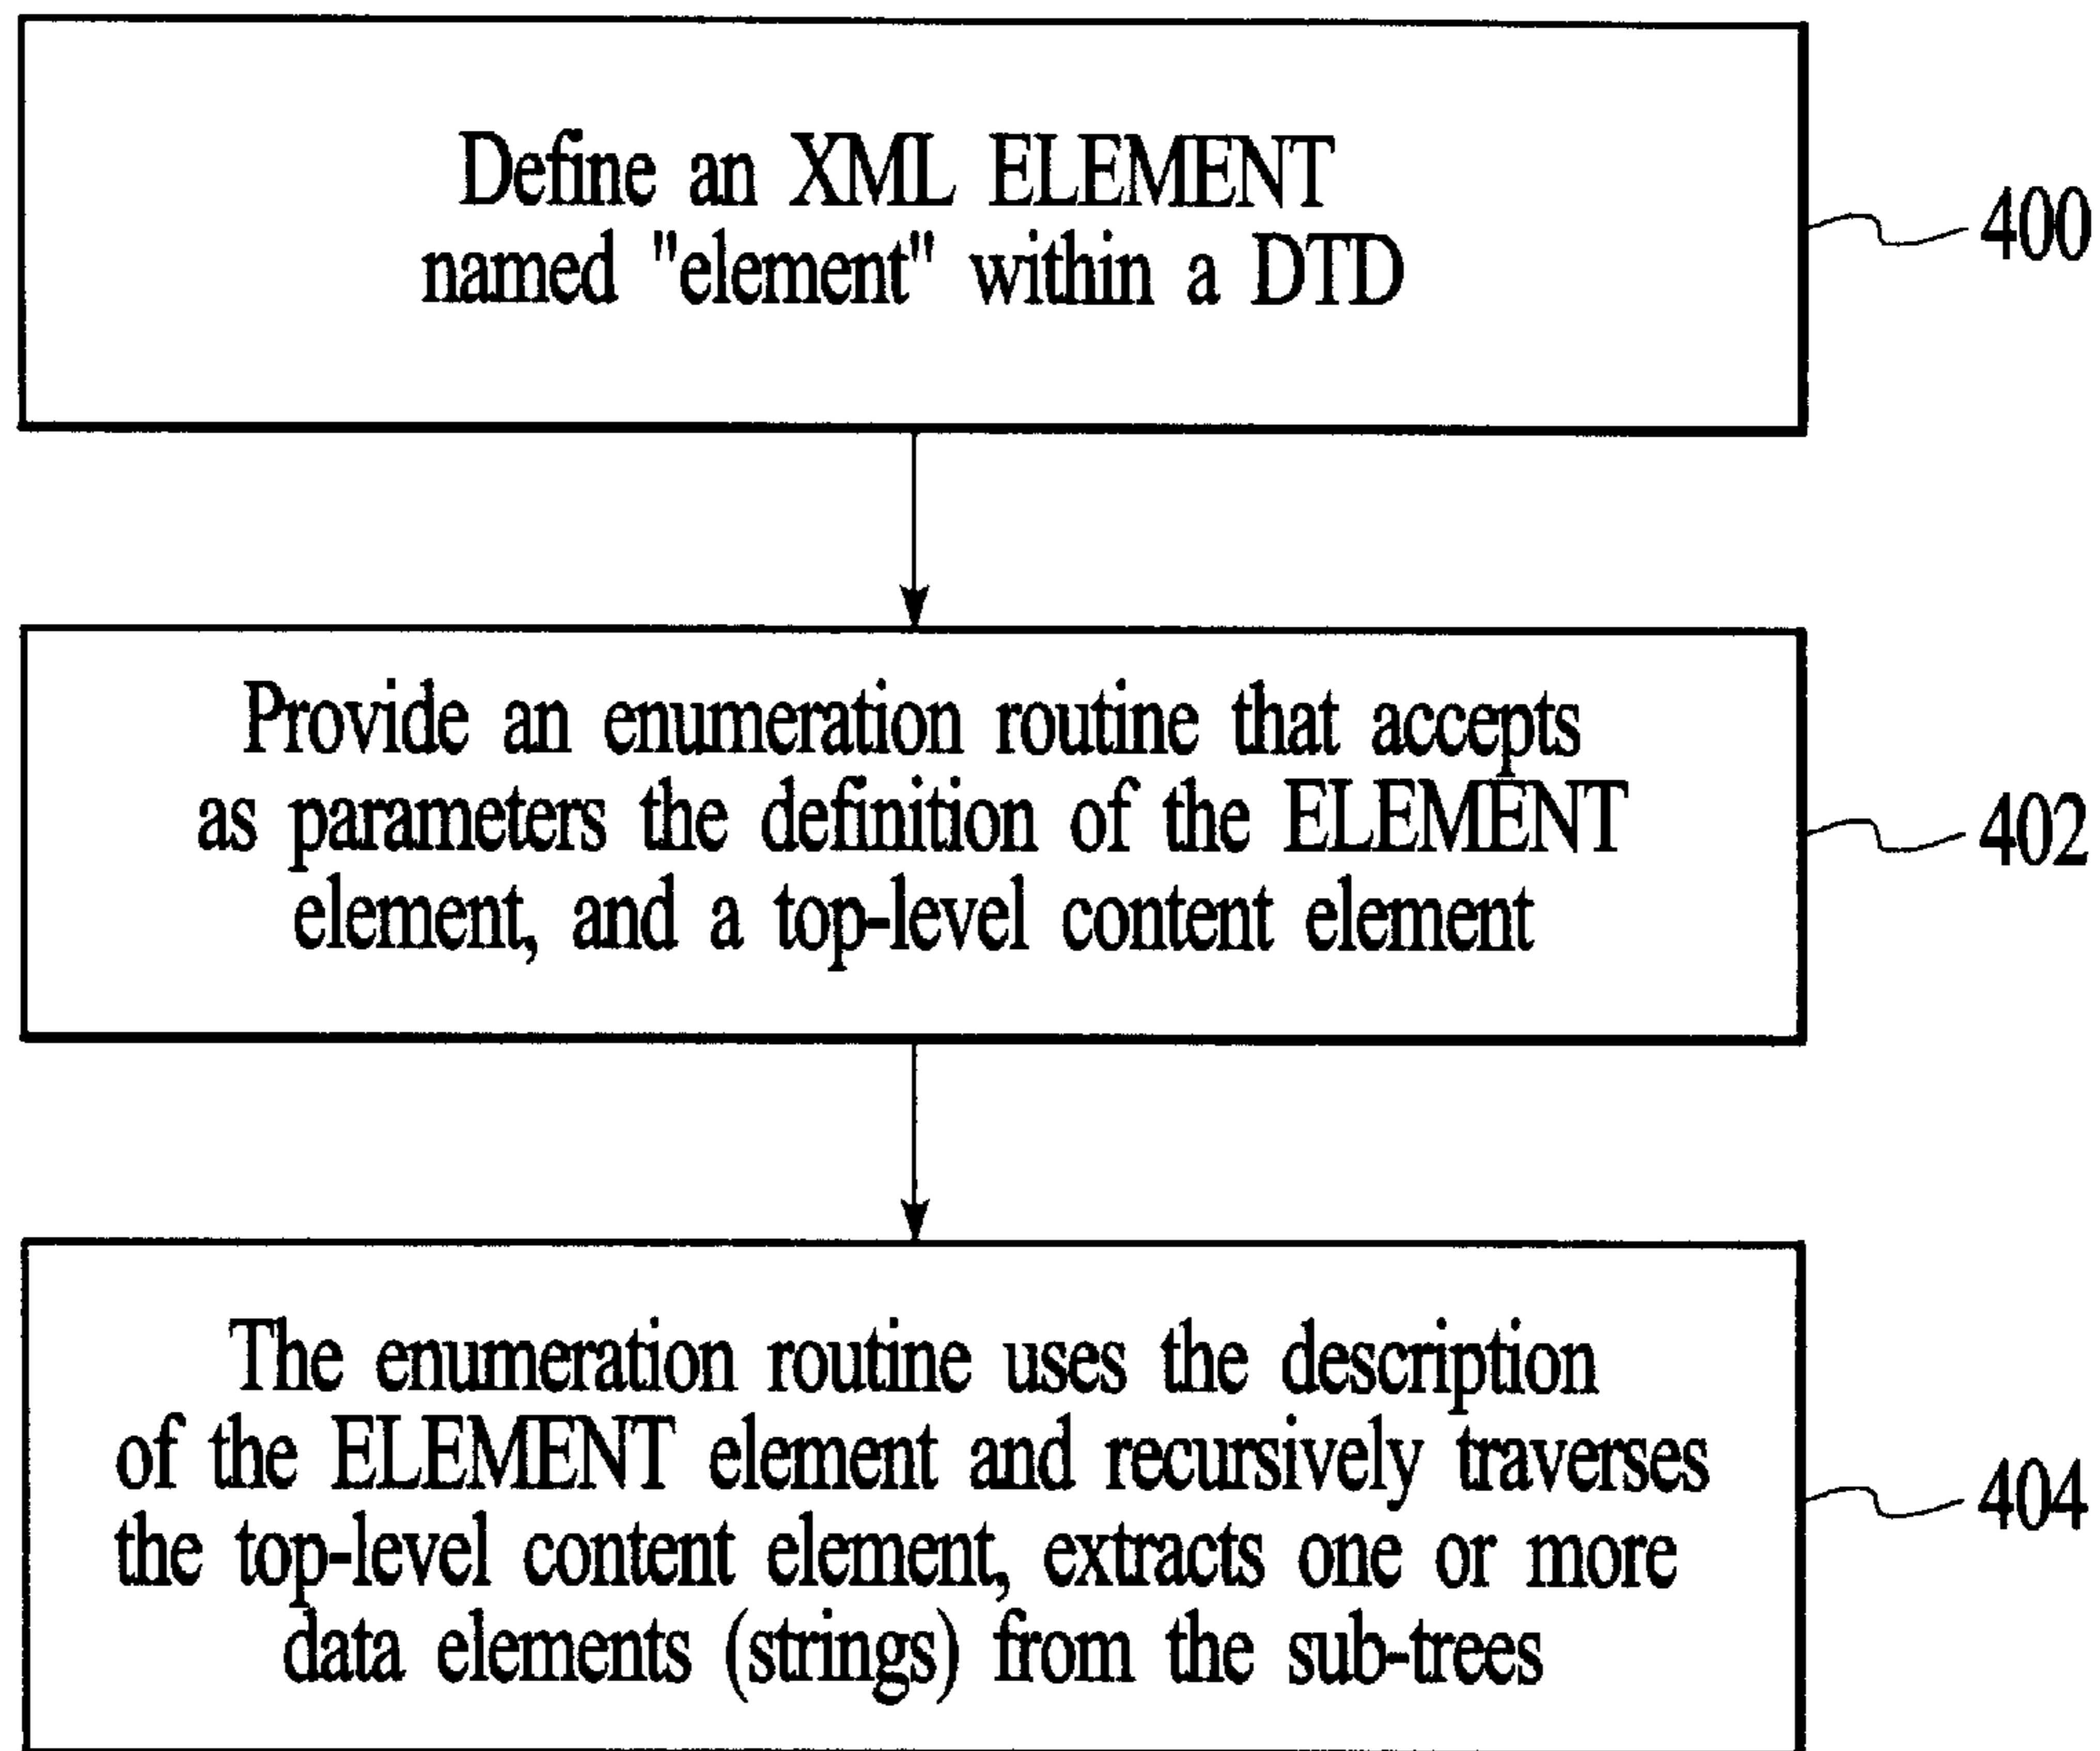 Define an XML ELEMENT
named "element" within a DTD
400
Provide an enumeration routine that accepts
as parameters the definition of the ELEMENT
element, and a top-level content element
402
The enumeration routine uses the description
of the ELEMENT element and recursively traverses
the top-level content element, extracts one or more
data elements (strings) from the sub-trees
404